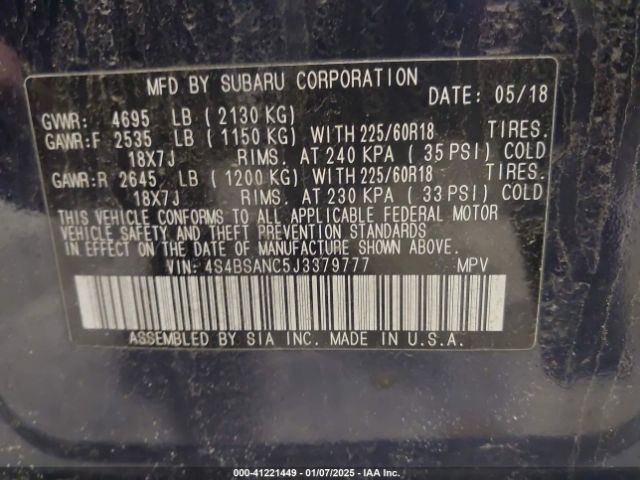 MFD BY SUBARU CORPORATION
DATE: 05/18
GVWR: 4695 LB ( 2130 KG)
GAWR:F 2535 LB ( 1150 KG) WITH 225/60R18 TIRES.
18X7J RIMS. AT 240 KPA ( 35 PSI) COLD
GAWR:R 2645 LB ( 1200 KG) WITH 225/60R18 TIRES.
18X7J RIMS. AT 230 KPA ( 33 PSI) COLD
THIS VEHICLE CONFORMS TO ALL APPLICABLE FEDERAL MOTOR
VEHICLE SAFETY AND THEFT PREVENTION STANDARDS
IN EFFECT ON THE DATE OF MANUFACTURE SHOWN ABOVE.
VIN: 4S4BSANC5J3379777 MPV
ASSEMBLED BY SIA INC. MADE IN U.S.A.
000-41221449 - 01/07/2025 - IAA Inc.